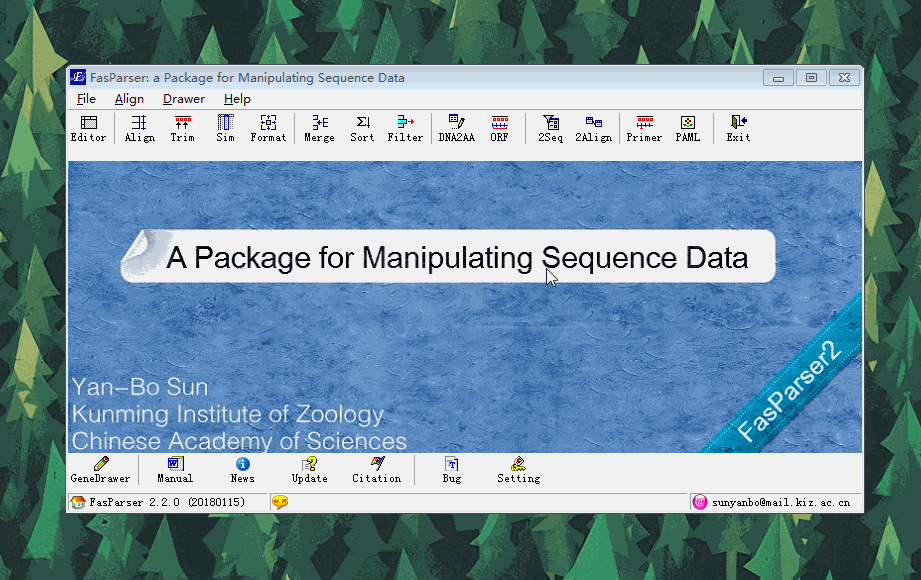 FasParser: a Package for Manipulating Sequence Data
File Align Drawer Help
Editor Align Trim Sim Format Merge Sort Filter DNA2AA ORF 2Seq 2Align Primer PAML Exit
A Package for Manipulating Sequence Data
FasParser2
Yan-Bo Sun
Kunming Institute of Zoology
Chinese Academy of Sciences
GeneDrawer Manual News Update Citation Bug Setting
FasParser 2.2.0 (20180115) sunyanbo@mail.kiz.ac.cn